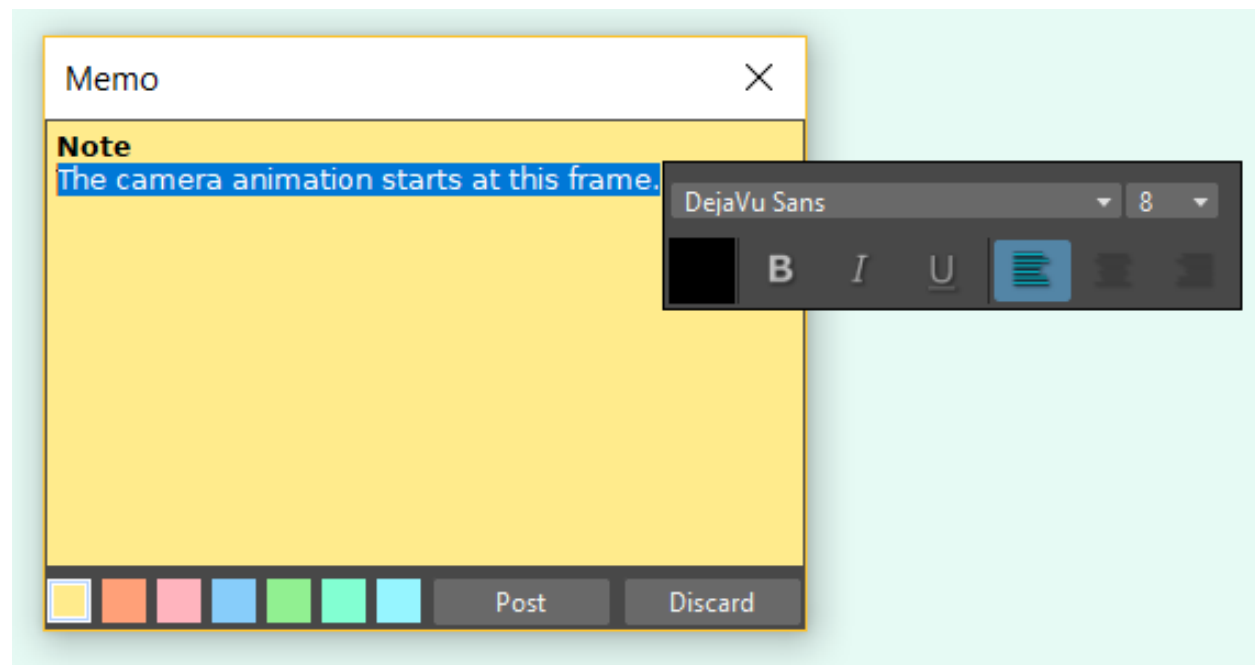 Memo
Note
The camera animation starts at this frame.
DejaVu Sans 8
B I U
Post Discard